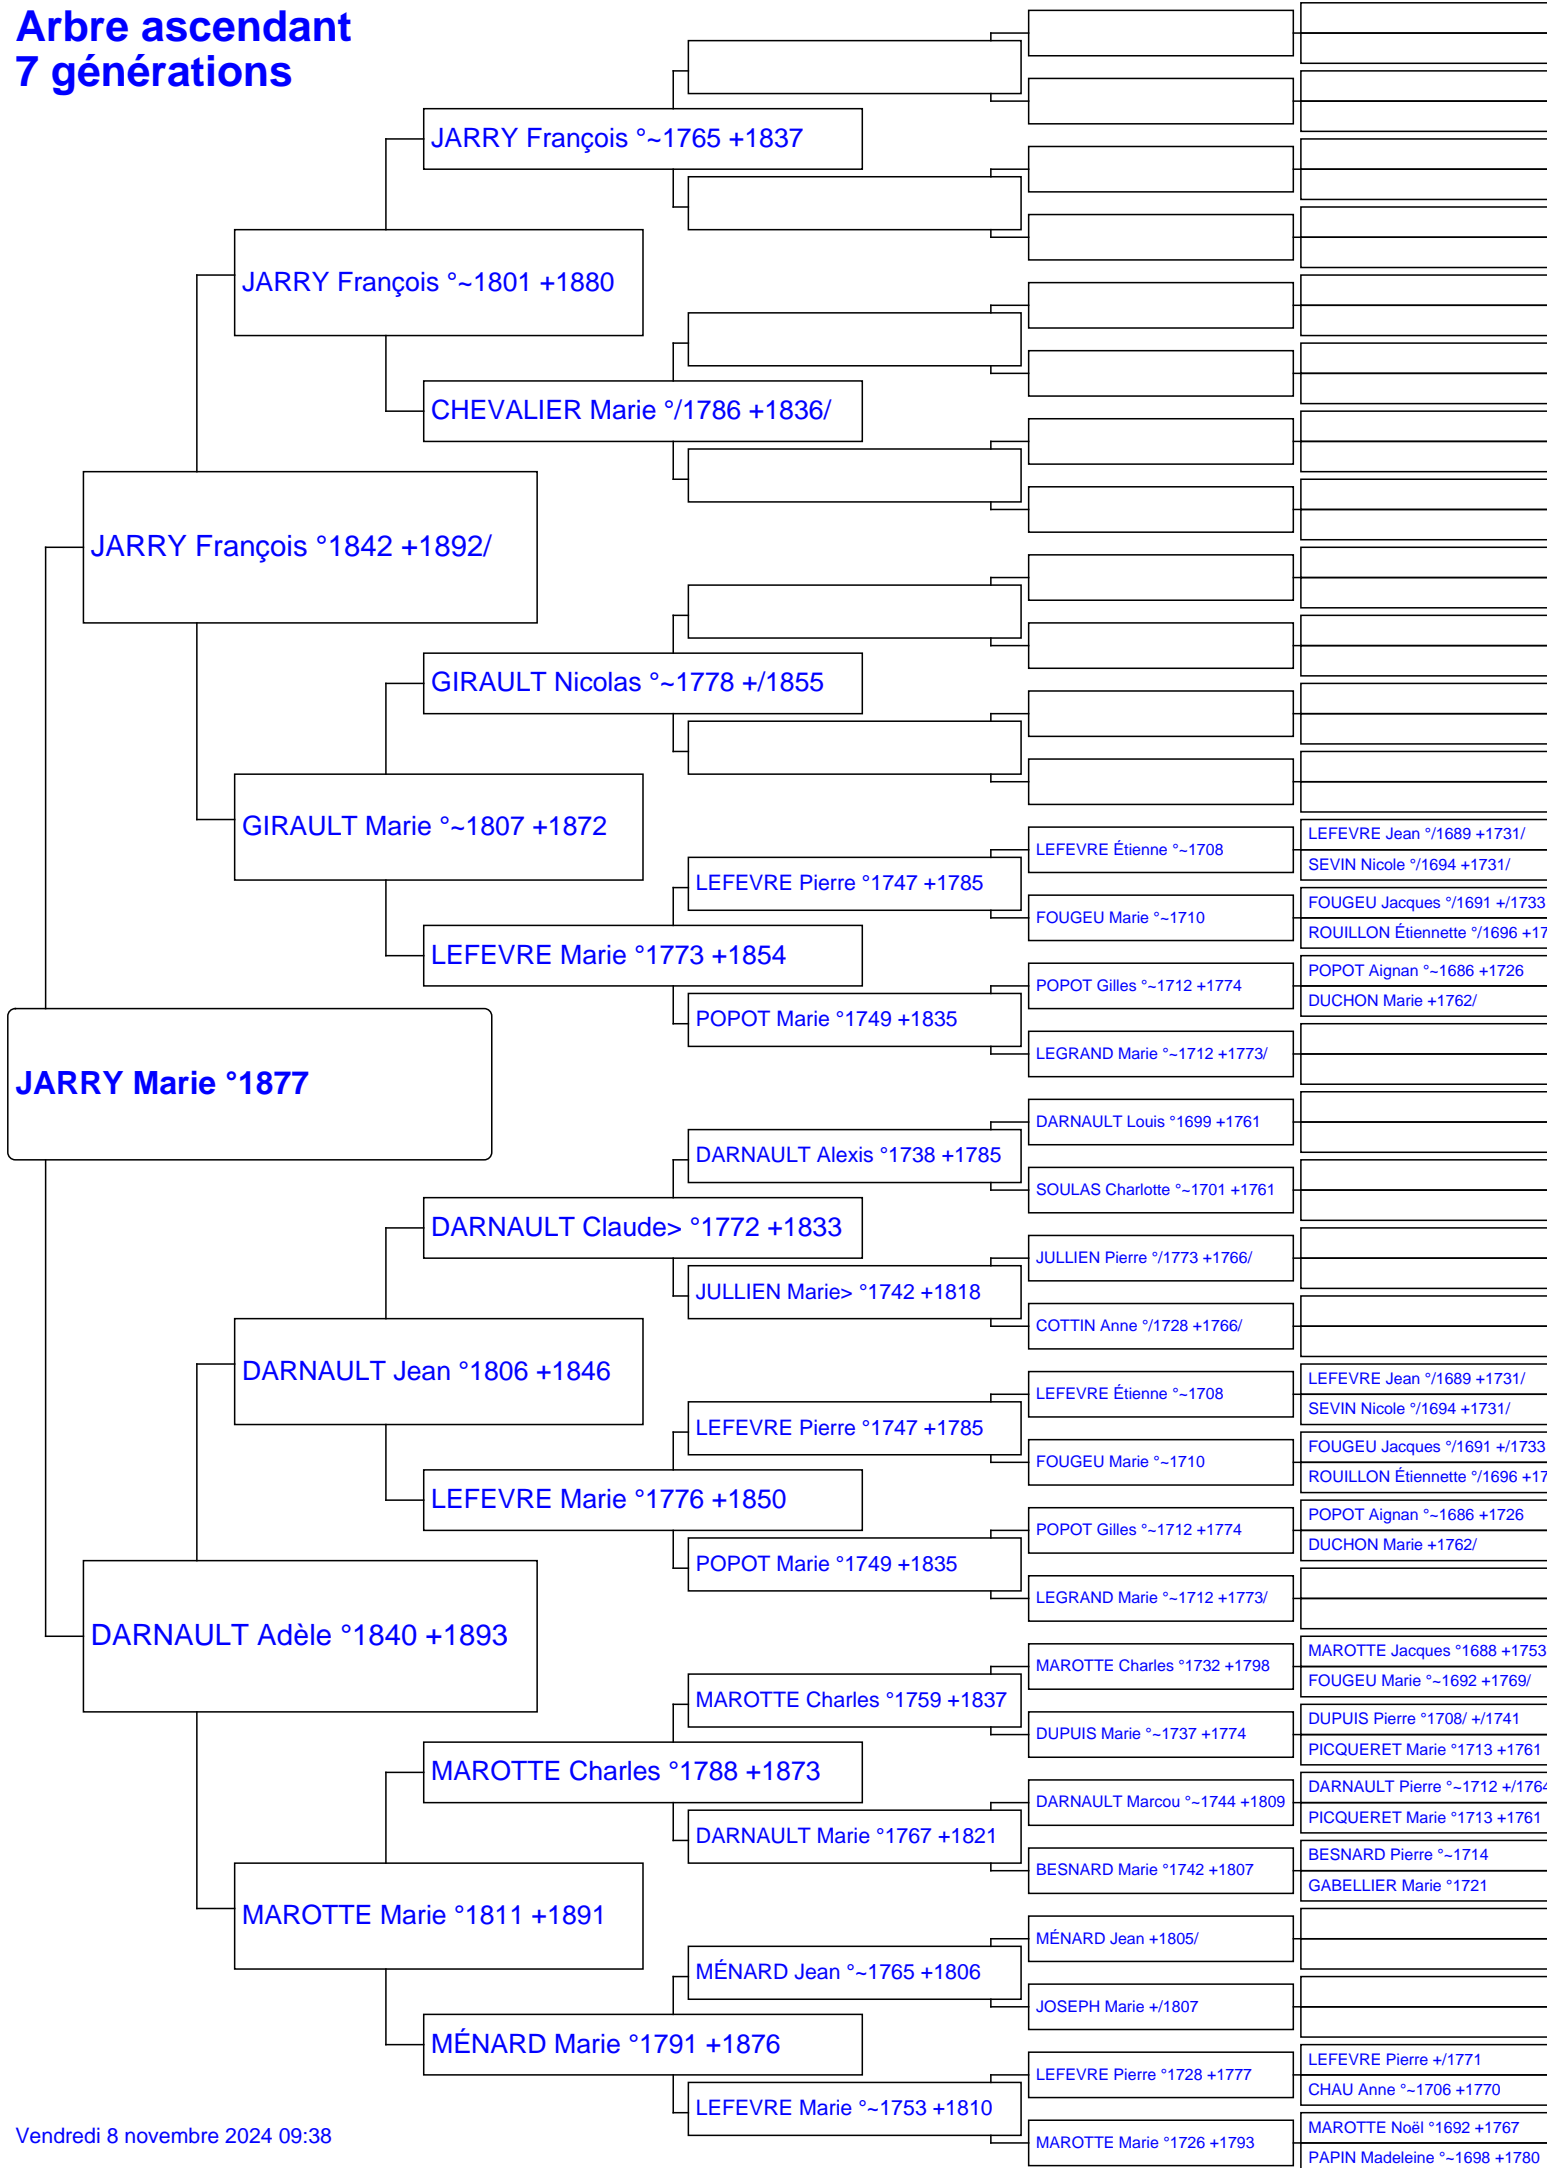 Arbre ascendant
7 générations
JARRY François °~1765 +1837
JARRY François °~1801 +1880
CHEVALIER Marie °/1786 +1836/
JARRY François °1842 +1892/
GIRAULT Nicolas °~1778 +/1855
GIRAULT Marie °~1807 +1872
LEFEVRE Jean °/1689 +1731/
LEFEVRE Étienne °~1708
SEVIN Nicole °/1694 +1731/
LEFEVRE Pierre °1747 +1785
FOUGEU Jacques °/1691 +/1733
FOUGEU Marie °~1710
ROUILLON Étiennette °/1696 +17
LEFEVRE Marie °1773 +1854
POPOT Aignan °~1686 +1726
POPOT Gilles °~1712 +1774
DUCHON Marie +1762/
POPOT Marie °1749 +1835
LEGRAND Marie °~1712 +1773/
JARRY Marie °1877
DARNAULT Louis °1699 +1761
DARNAULT Alexis °1738 +1785
SOULAS Charlotte °~1701 +1761
DARNAULT Claude> °1772 +1833
JULLIEN Pierre °/1773 +1766/
JULLIEN Marie> °1742 +1818
COTTIN Anne °/1728 +1766/
DARNAULT Jean °1806 +1846
LEFEVRE Jean °/1689 +1731/
LEFEVRE Étienne °~1708
SEVIN Nicole °/1694 +1731/
LEFEVRE Pierre °1747 +1785
FOUGEU Jacques °/1691 +/1733
FOUGEU Marie °~1710
ROUILLON Étiennette °/1696 +17
LEFEVRE Marie °1776 +1850
POPOT Aignan °~1686 +1726
POPOT Gilles °~1712 +1774
DUCHON Marie +1762/
POPOT Marie °1749 +1835
LEGRAND Marie °~1712 +1773/
DARNAULT Adèle °1840 +1893
MAROTTE Jacques °1688 +1753
MAROTTE Charles °1732 +1798
FOUGEU Marie °~1692 +1769/
MAROTTE Charles °1759 +1837
DUPUIS Pierre °1708/ +/1741
DUPUIS Marie °~1737 +1774
PICQUERET Marie °1713 +1761
MAROTTE Charles °1788 +1873
DARNAULT Pierre °~1712 +/1764
DARNAULT Marcou °~1744 +1809
PICQUERET Marie °1713 +1761
DARNAULT Marie °1767 +1821
BESNARD Pierre °~1714
BESNARD Marie °1742 +1807
GABELLIER Marie °1721
MAROTTE Marie °1811 +1891
MÉNARD Jean +1805/
MÉNARD Jean °~1765 +1806
JOSEPH Marie +/1807
MÉNARD Marie °1791 +1876
LEFEVRE Pierre +/1771
LEFEVRE Pierre °1728 +1777
CHAU Anne °~1706 +1770
LEFEVRE Marie °~1753 +1810
MAROTTE Noël °1692 +1767
MAROTTE Marie °1726 +1793
PAPIN Madeleine °~1698 +1780
Vendredi 8 novembre 2024 09:38